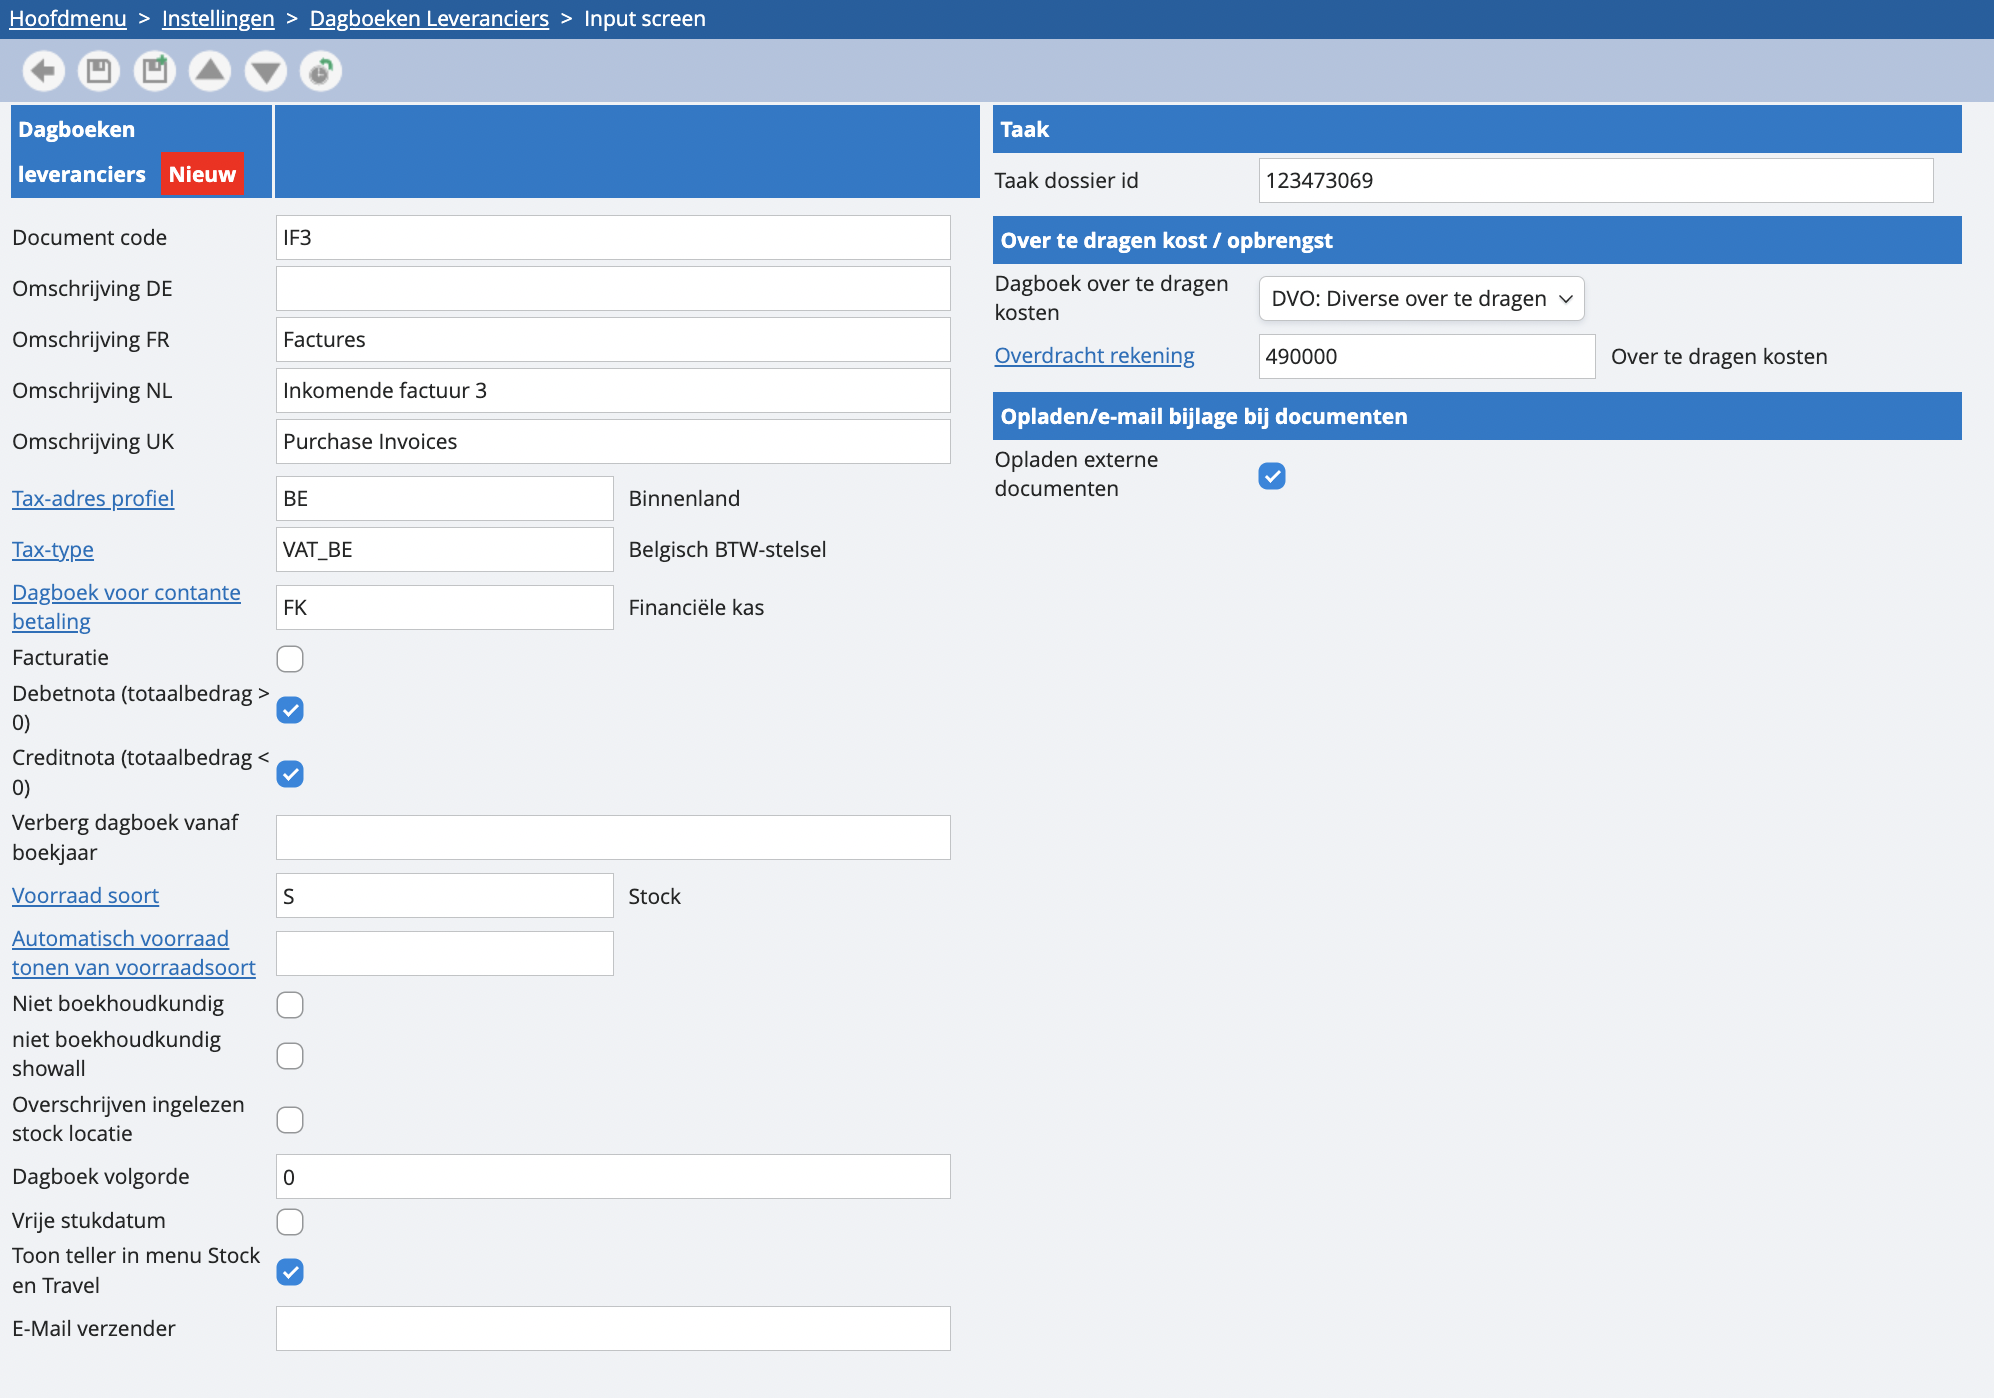 Hoofdmenu > Instellingen > Dagboeken Leveranciers > Input screen
Dagboeken
leveranciers Nieuw
Document code IF3
Omschrijving DE
Omschrijving FR Factures
Omschrijving NL Inkomende factuur 3
Omschrijving UK Purchase Invoices
Tax-adres profiel BE Binnenland
Tax-type VAT_BE Belgisch BTW-stelsel
Dagboek voor contante
betaling FK Financiële kas
Facturatie
Debetnota (totaalbedrag >
0)
Creditnota (totaalbedrag <
0)
Verberg dagboek vanaf
boekjaar
Voorraad soort S Stock
Automatisch voorraad
tonen van voorraadsoort
Niet boekhoudkundig
niet boekhoudkundig
showall
Overschrijven ingelezen
stock locatie
Dagboek volgorde 0
Vrije stukdatum
Toon teller in menu Stock
en Travel
E-Mail verzender
Taak
Taak dossier id 123473069
Over te dragen kost / opbrengst
Dagboek over te dragen
kosten DVO: Diverse over te dragen
Overdracht rekening 490000 Over te dragen kosten
Opladen/e-mail bijlage bij documenten
Opladen externe
documenten